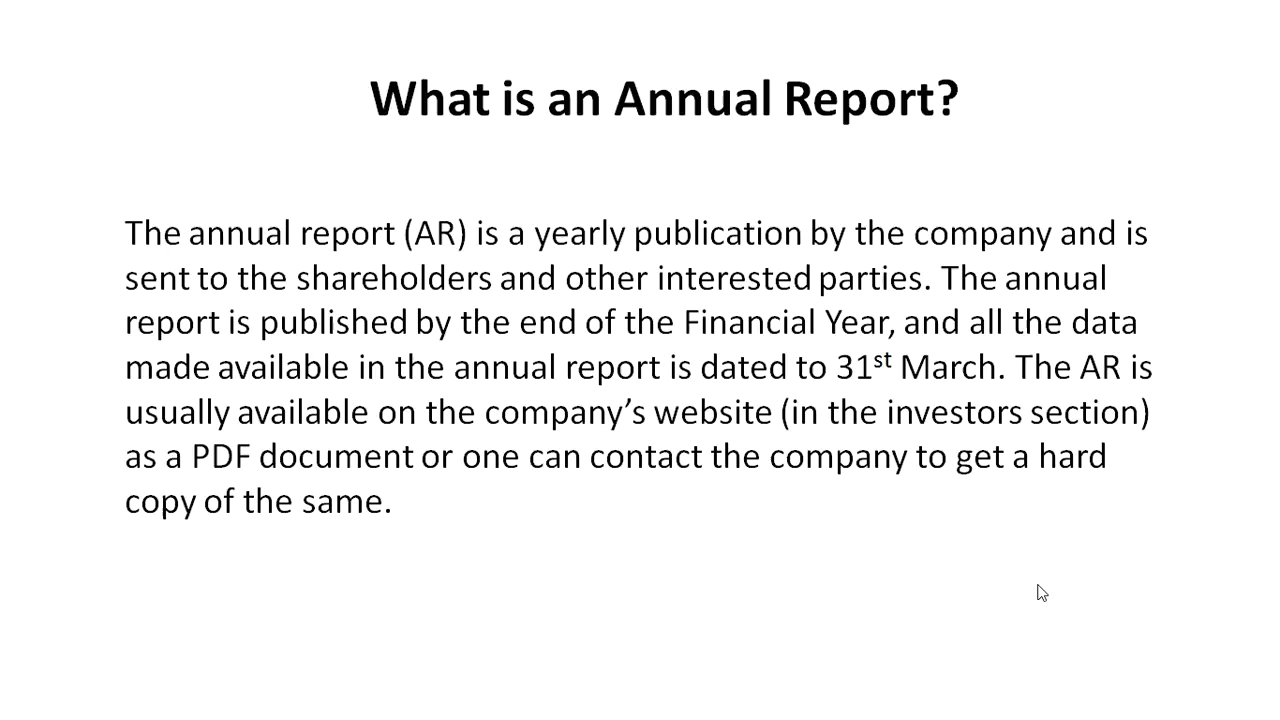 What is an Annual Report?
The annual report (AR) is a yearly publication by the company and is
sent to the shareholders and other interested parties. The annual
report is published by the end of the Financial Year, and all the data
made available in the annual report is dated to 31st March. The AR is
usually available on the company’s website (in the investors section)
as a PDF document or one can contact the company to get a hard
copy of the same.